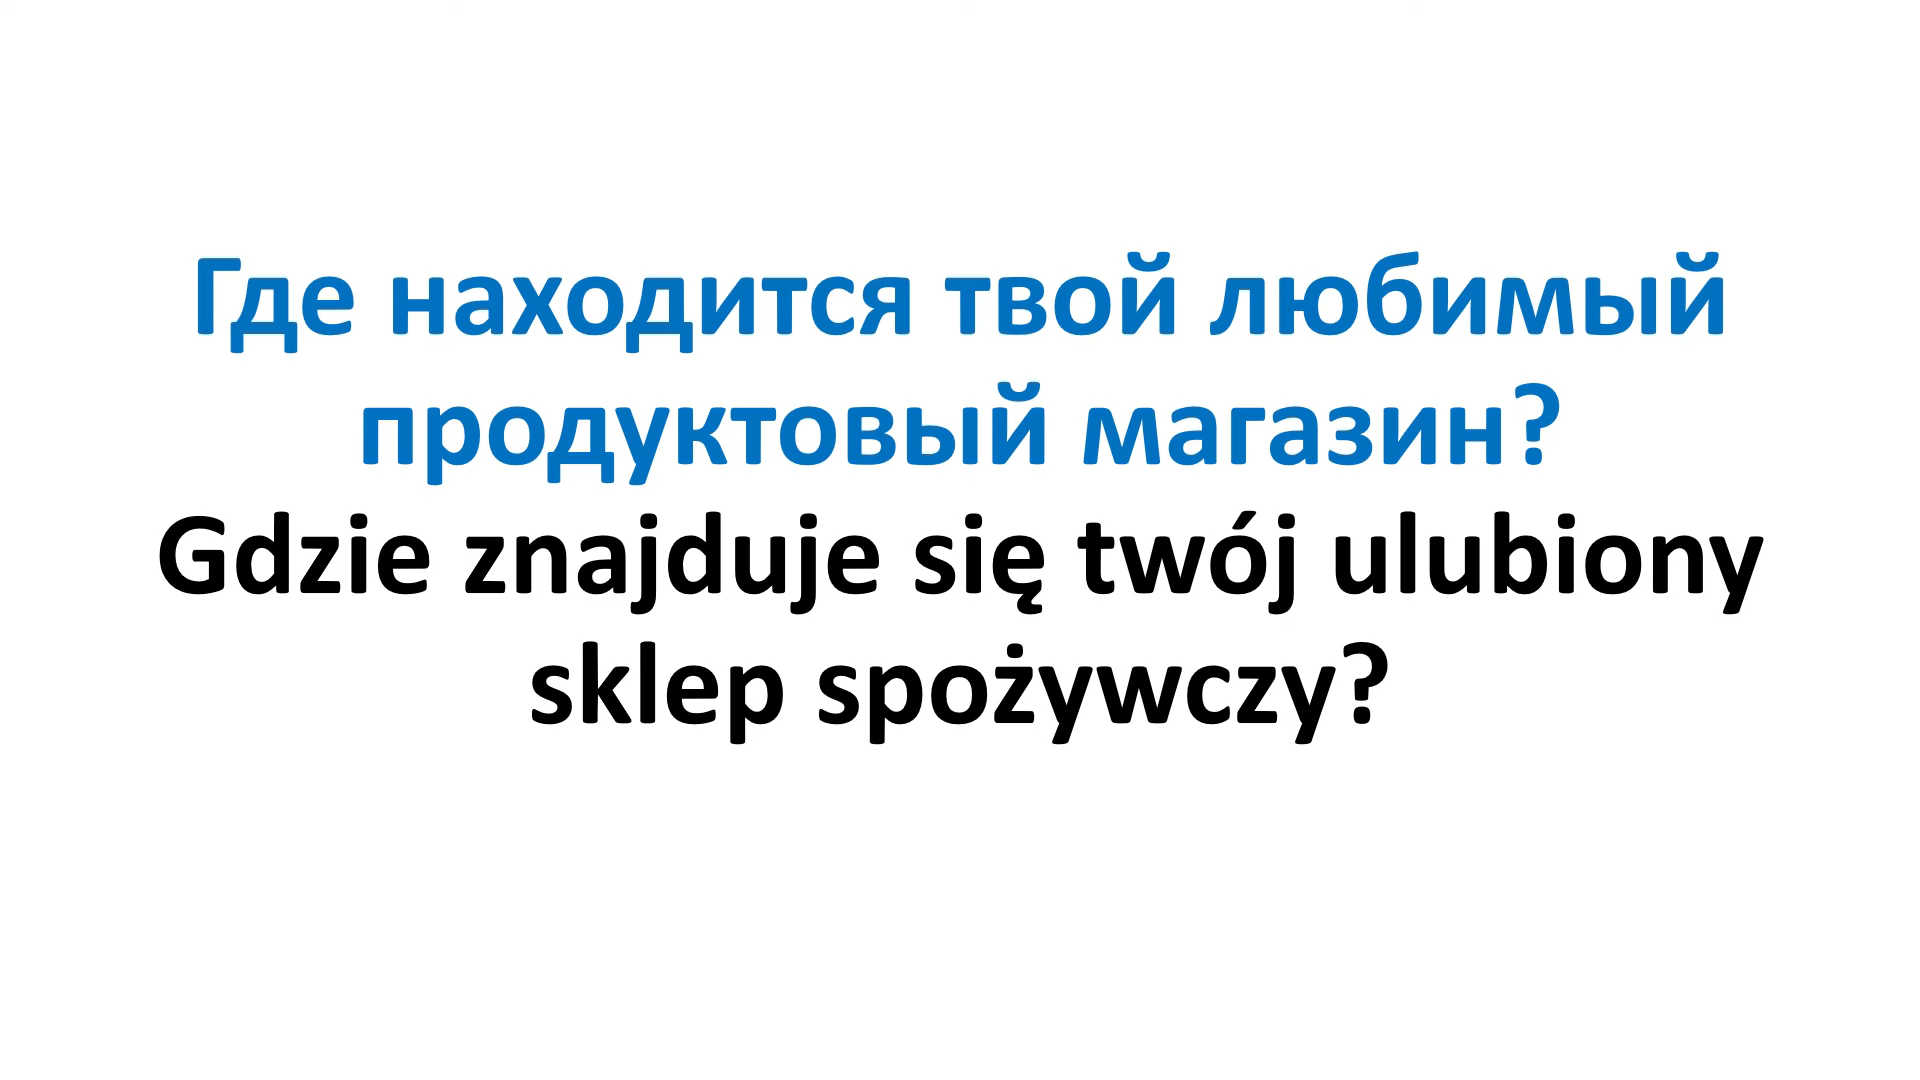 Где находится твой любимый
продуктовый магазин?
Gdzie znajduje się twój ulubiony
sklep spożywczy?